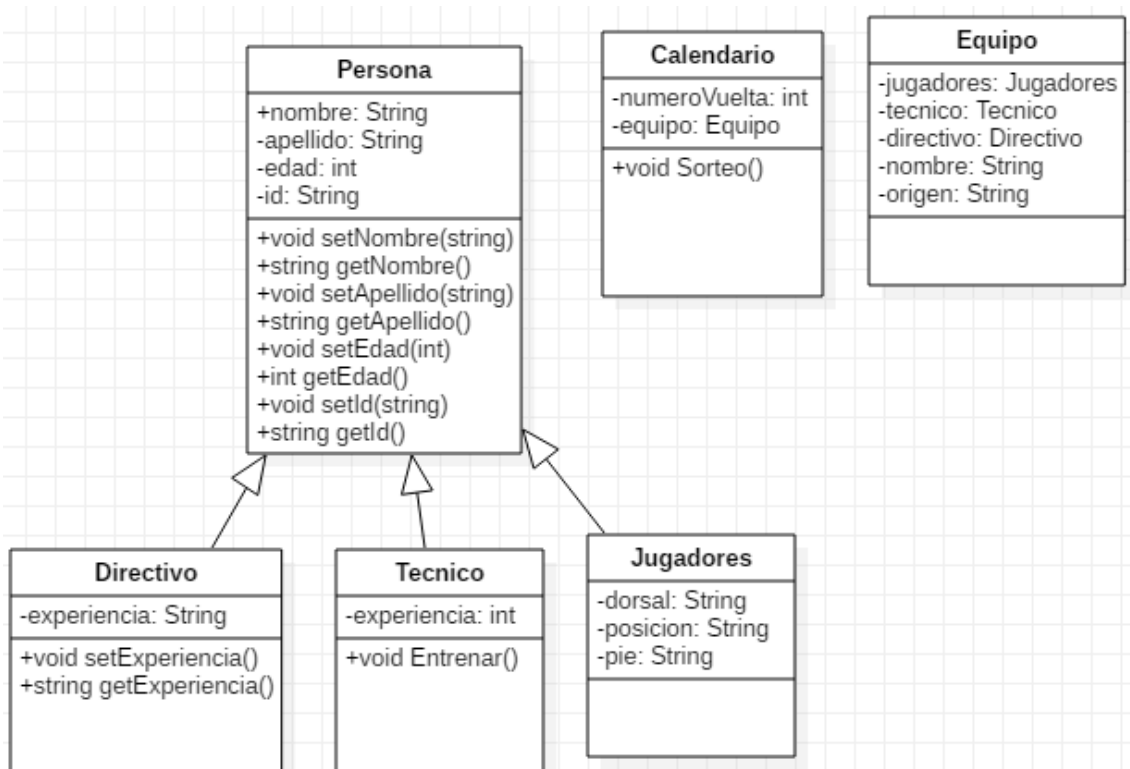 Persona
+nombre: String
-apellido: String
-edad: int
-id: String
+void setNombre(string)
+string getNombre()
+void setApellido(string)
+string getApellido()
+void setEdad(int)
+int getEdad()
+void setId(string)
+string getId()
Calendario
-numeroVuelta: int
-equipo: Equipo
+void Sorteo()
Equipo
-jugadores: Jugadores
-tecnico: Tecnico
-directivo: Directivo
-nombre: String
-origen: String
Directivo
-experiencia: String
+void setExperiencia()
+string getExperiencia()
Tecnico
-experiencia: int
+void Entrenar()
Jugadores
-dorsal: String
-posicion: String
-pie: String